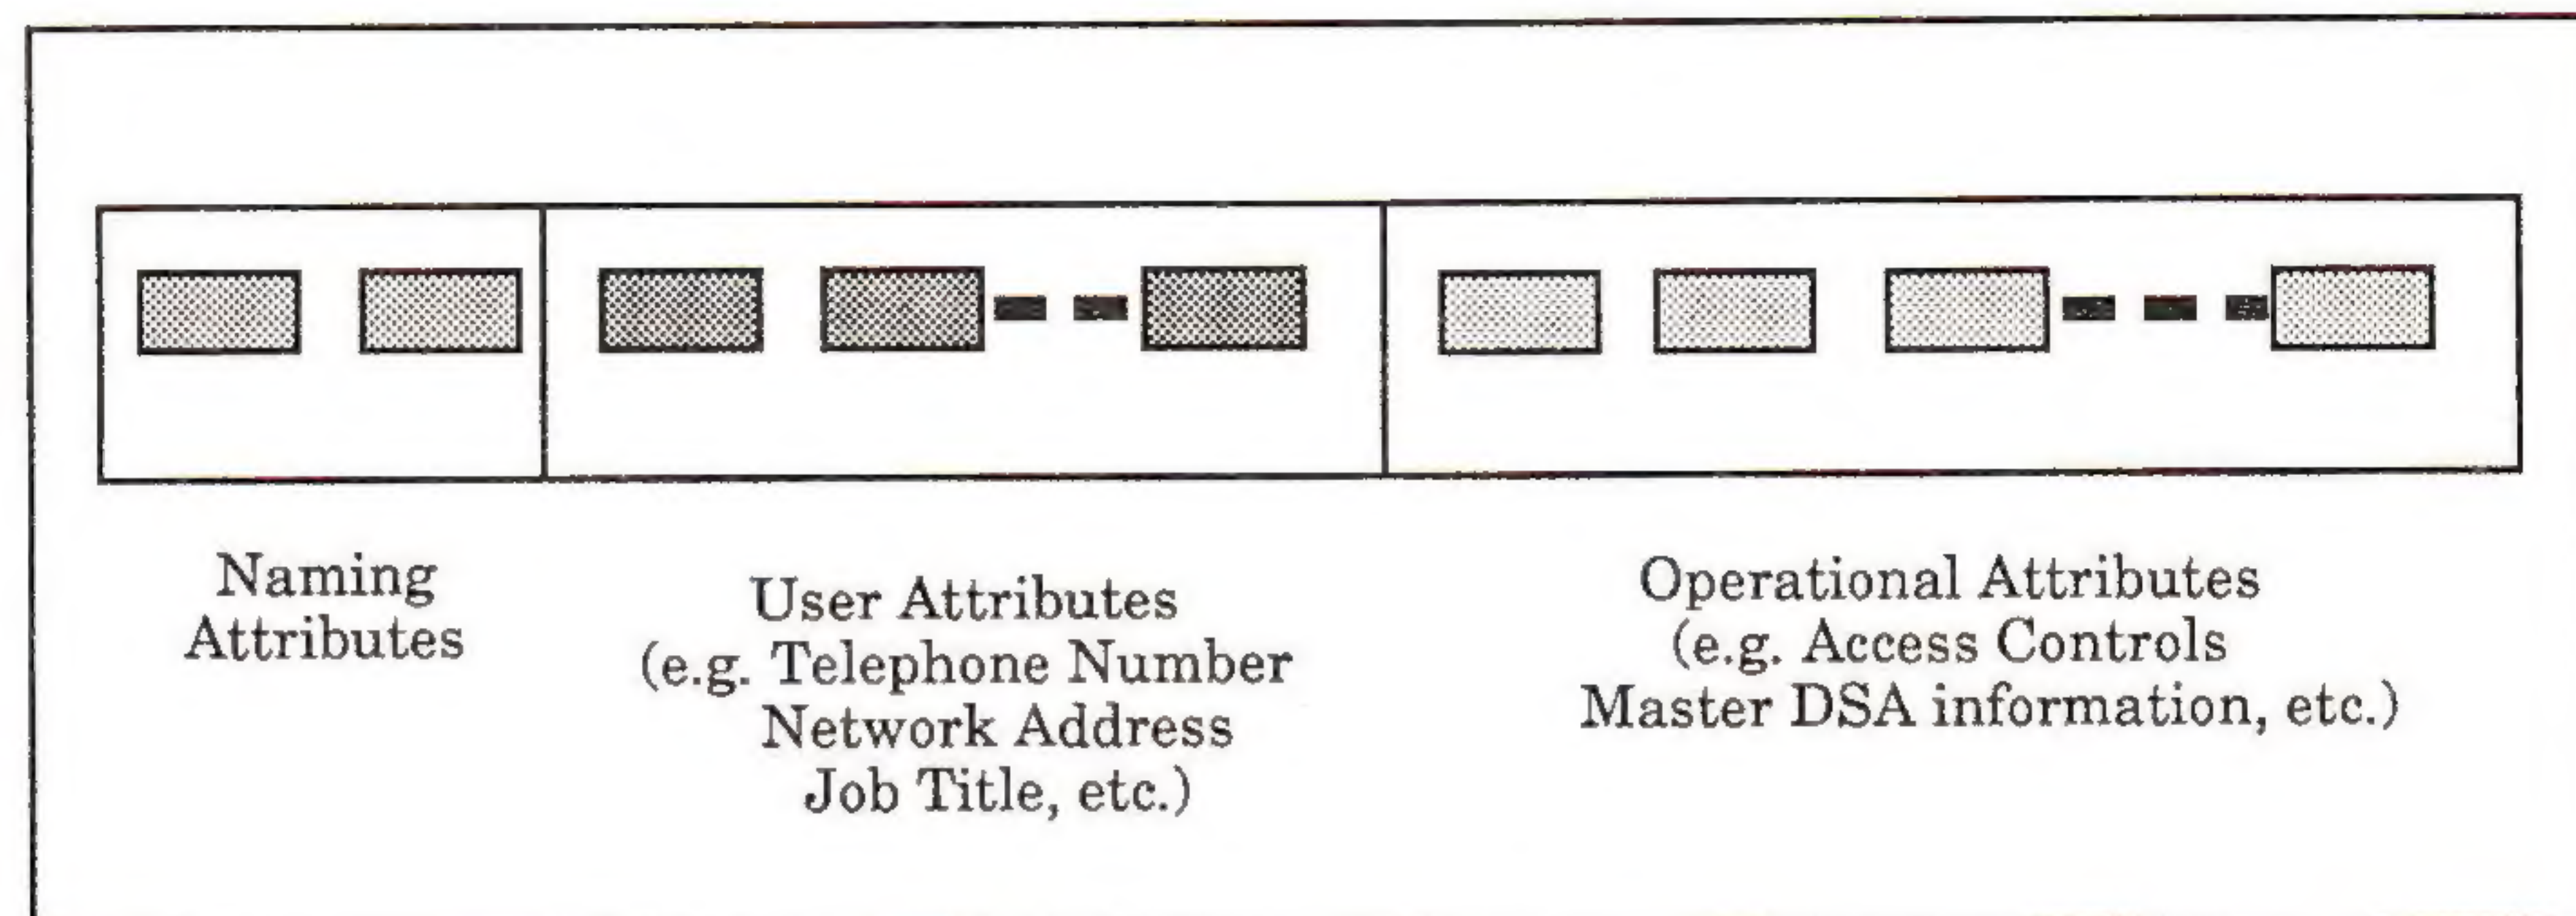 Naming
Attributes
User Attributes
(e.g. Telephone Number
Network Address
Job Title, etc.)
Operational Attributes
(e.g. Access Controls
Master DSA information, etc.)